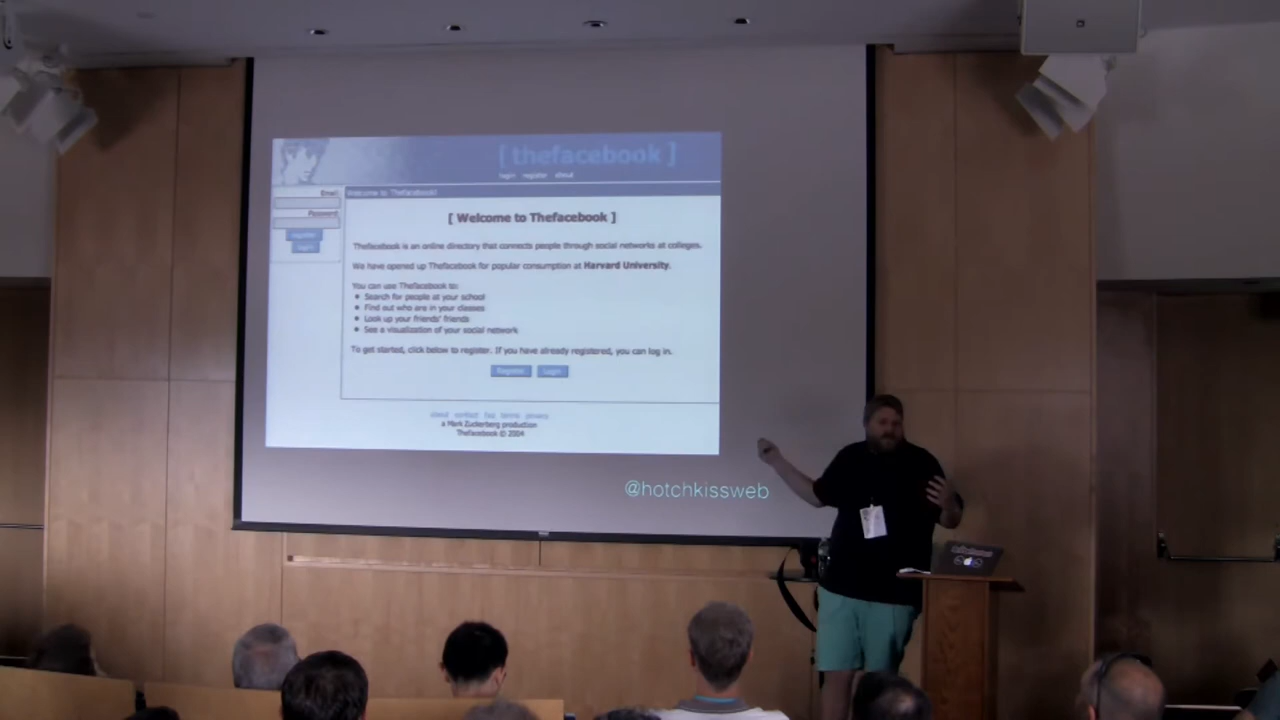 [ thefacebook ]
login register about
Email
Welcome to Thefacebook!
Password
register
login
[ Welcome to Thefacebook ]
Thefacebook is an online directory that connects people through social networks at colleges.
We have opened up Thefacebook for popular consumption at Harvard University.
You can use Thefacebook to:
• Search for people at your school
• Find out who are in your classes
• Look up your friends' friends
• See a visualization of your social network
To get started, click below to register. If you have already registered, you can log in.
Register Login
about contact faq terms privacy
a Mark Zuckerberg production
Thefacebook © 2004
@hotchkissweb